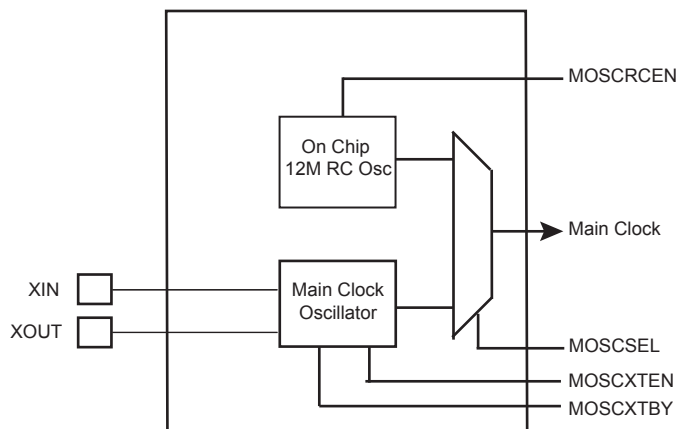 MOSCRCEN
On Chip
12M RC Osc
Main Clock
XIN
Main Clock
Oscillator
XOUT
MOSCSEL
MOSCXTEN
MOSCXTBY